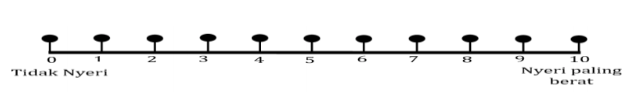 0 1 2 3 4 5 6 7 8 9 10
Tidak Nyeri
Nyeri paling
berat